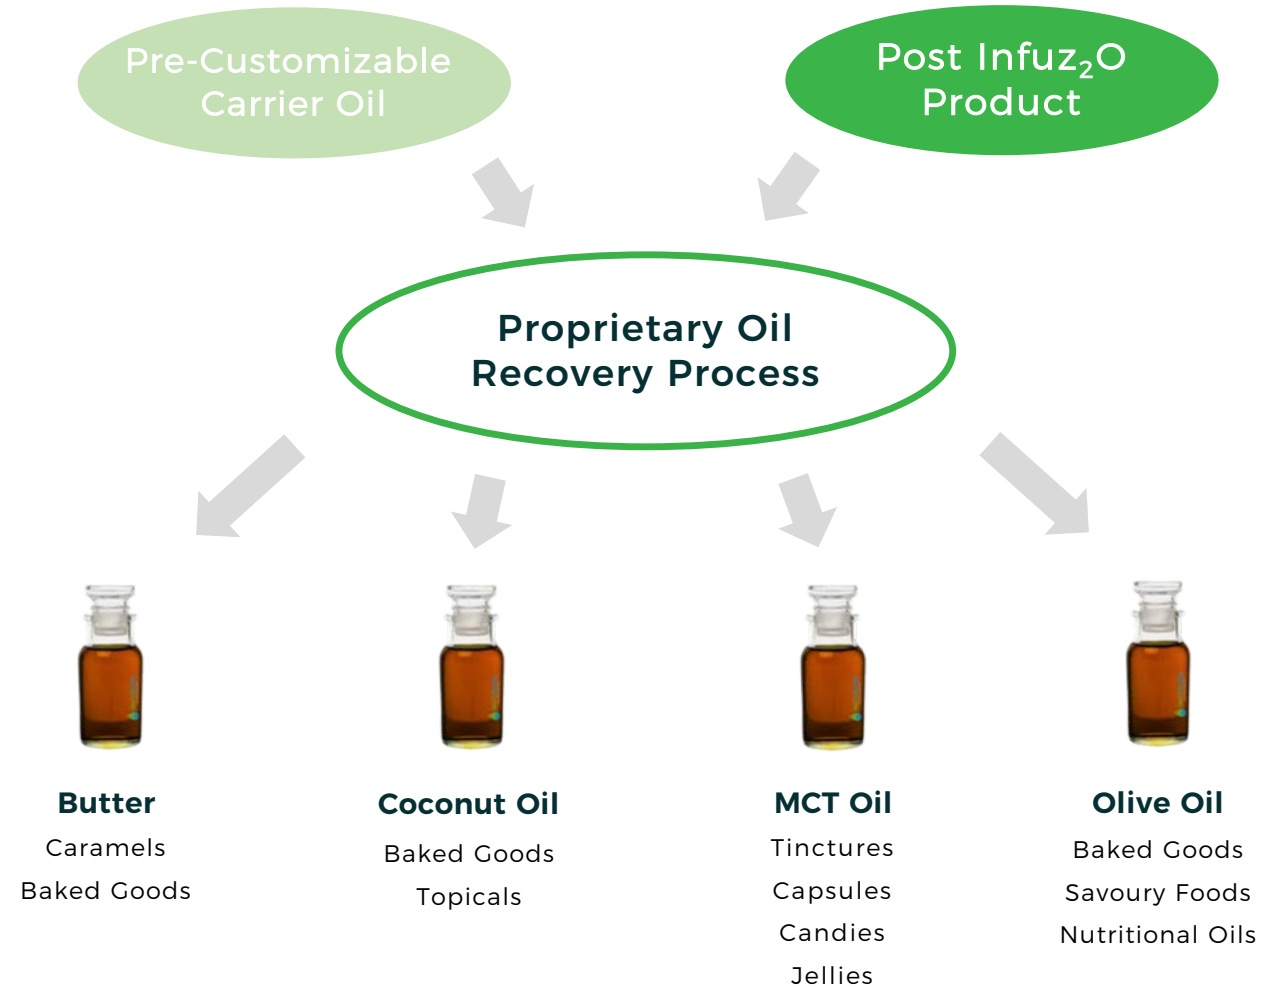 Pre-Customizable
Carrier Oil
Post Infuz₂O
Product
Proprietary Oil
Recovery Process
Butter
Caramels
Baked Goods
Coconut Oil
Baked Goods
Topicals
MCT Oil
Tinctures
Capsules
Candies
Jellies
Olive Oil
Baked Goods
Savoury Foods
Nutritional Oils